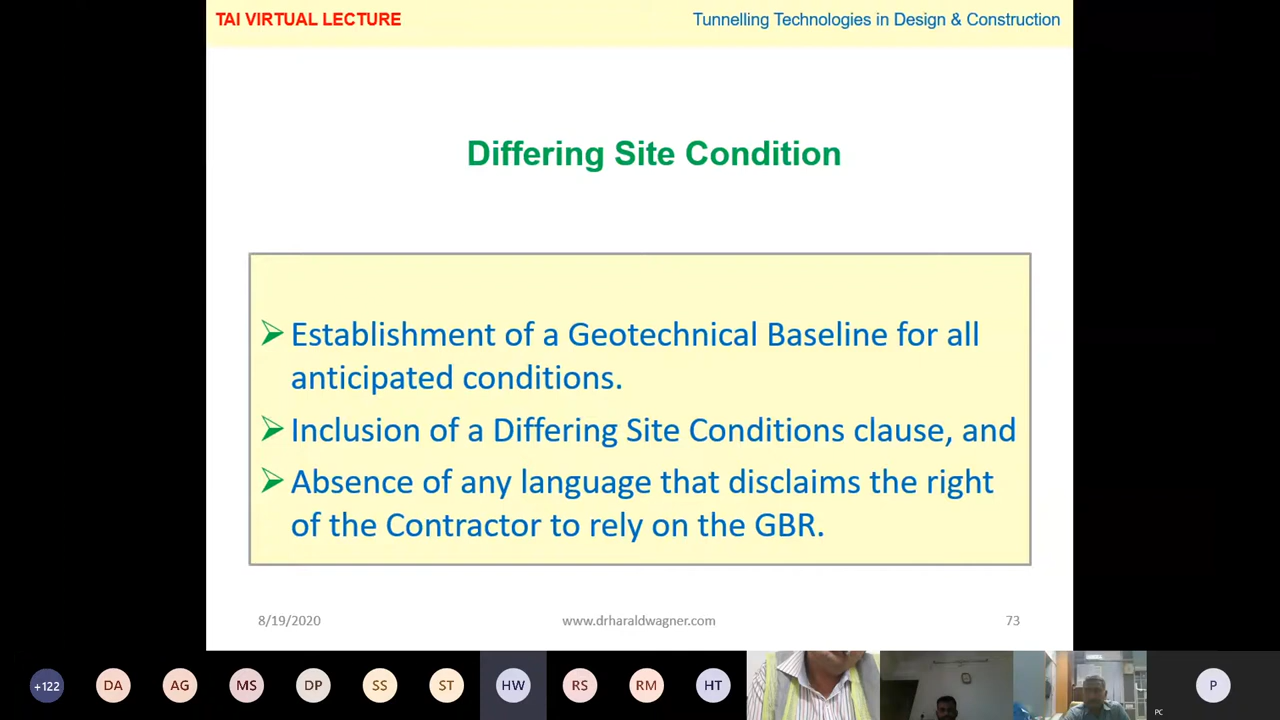 TAI VIRTUAL LECTURE
Tunnelling Technologies in Design & Construction
Differing Site Condition
Establishment of a Geotechnical Baseline for all
anticipated conditions.
Inclusion of a Differing Site Conditions clause, and
Absence of any language that disclaims the right
of the Contractor to rely on the GBR.
8/19/2020
www.drharaldwagner.com
73
+122
DA
AG
MS
DP
SS
ST
HW
RS
RM
HT
P
PC